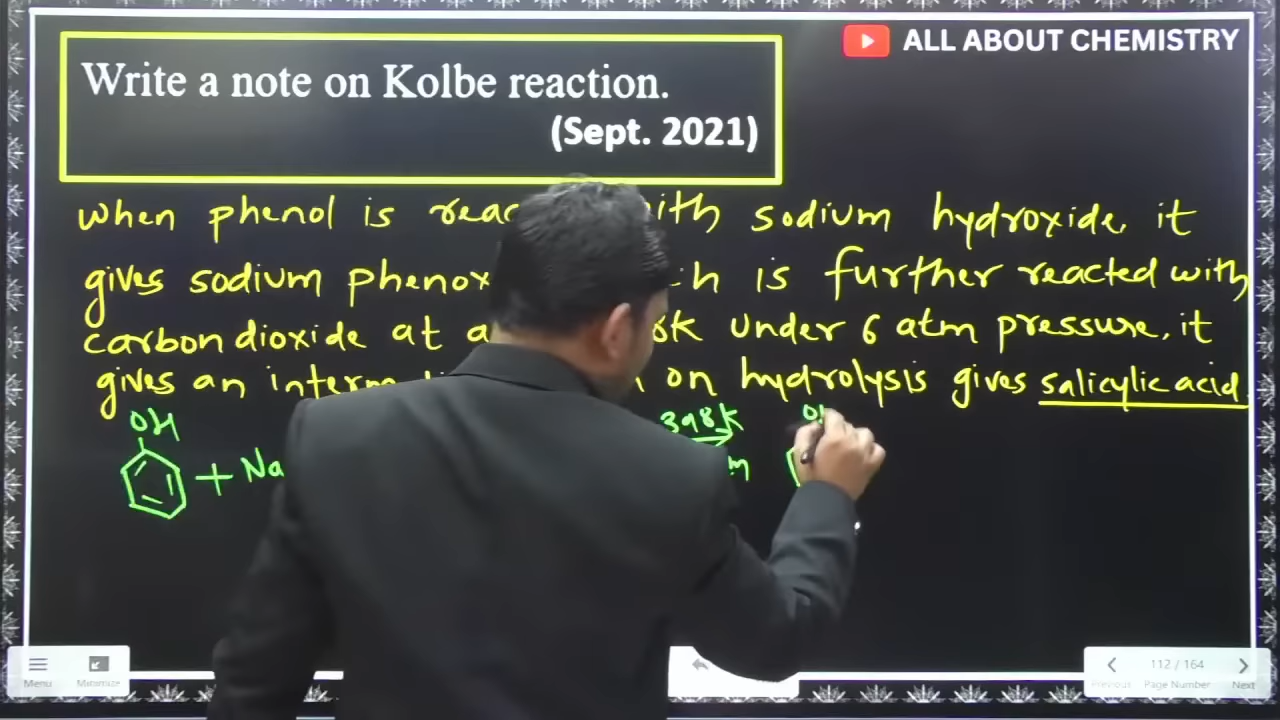 ALL ABOUT CHEMISTRY
Write a note on Kolbe reaction.
(Sept. 2021)
When phenol is sodium hydroxide, it
gives sodium is further reacted with
carbon dioxide at under 6 atm pressure, it
gives an on hydrolysis gives salicylic acid.
OH 398K
+ Na
Menu Minimize 112 / 164
Previous Page Number Next